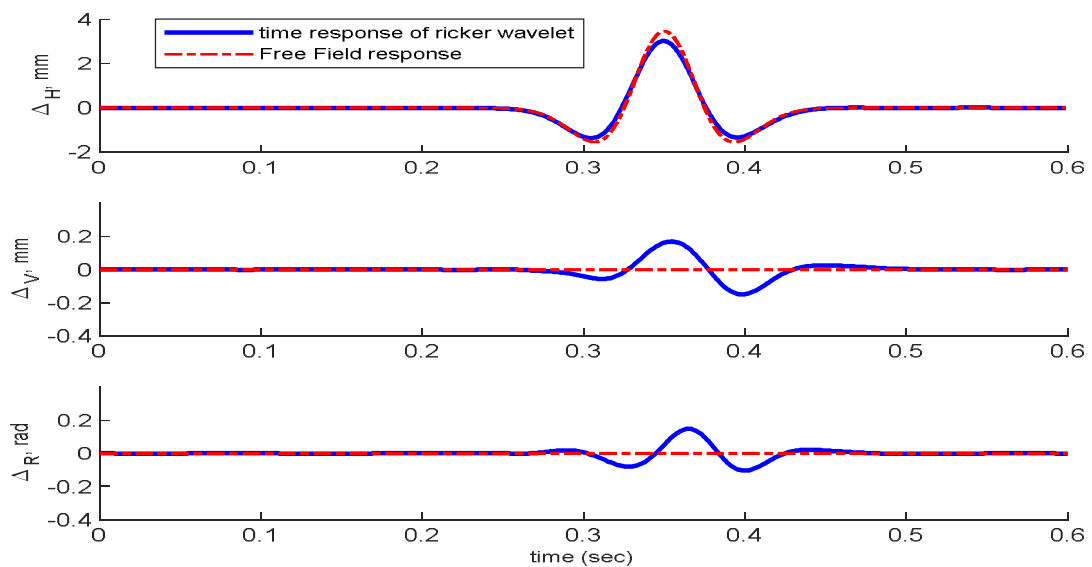 4
2
0
-2
Δ_H, mm
time response of ricker wavelet
Free Field response
0 0.1 0.2 0.3 0.4 0.5 0.6
0.2
0
-0.2
-0.4
Δ_V, mm
0 0.1 0.2 0.3 0.4 0.5 0.6
0.2
0
-0.2
-0.4
Δ_R, rad
0 0.1 0.2 0.3 0.4 0.5 0.6
time (sec)